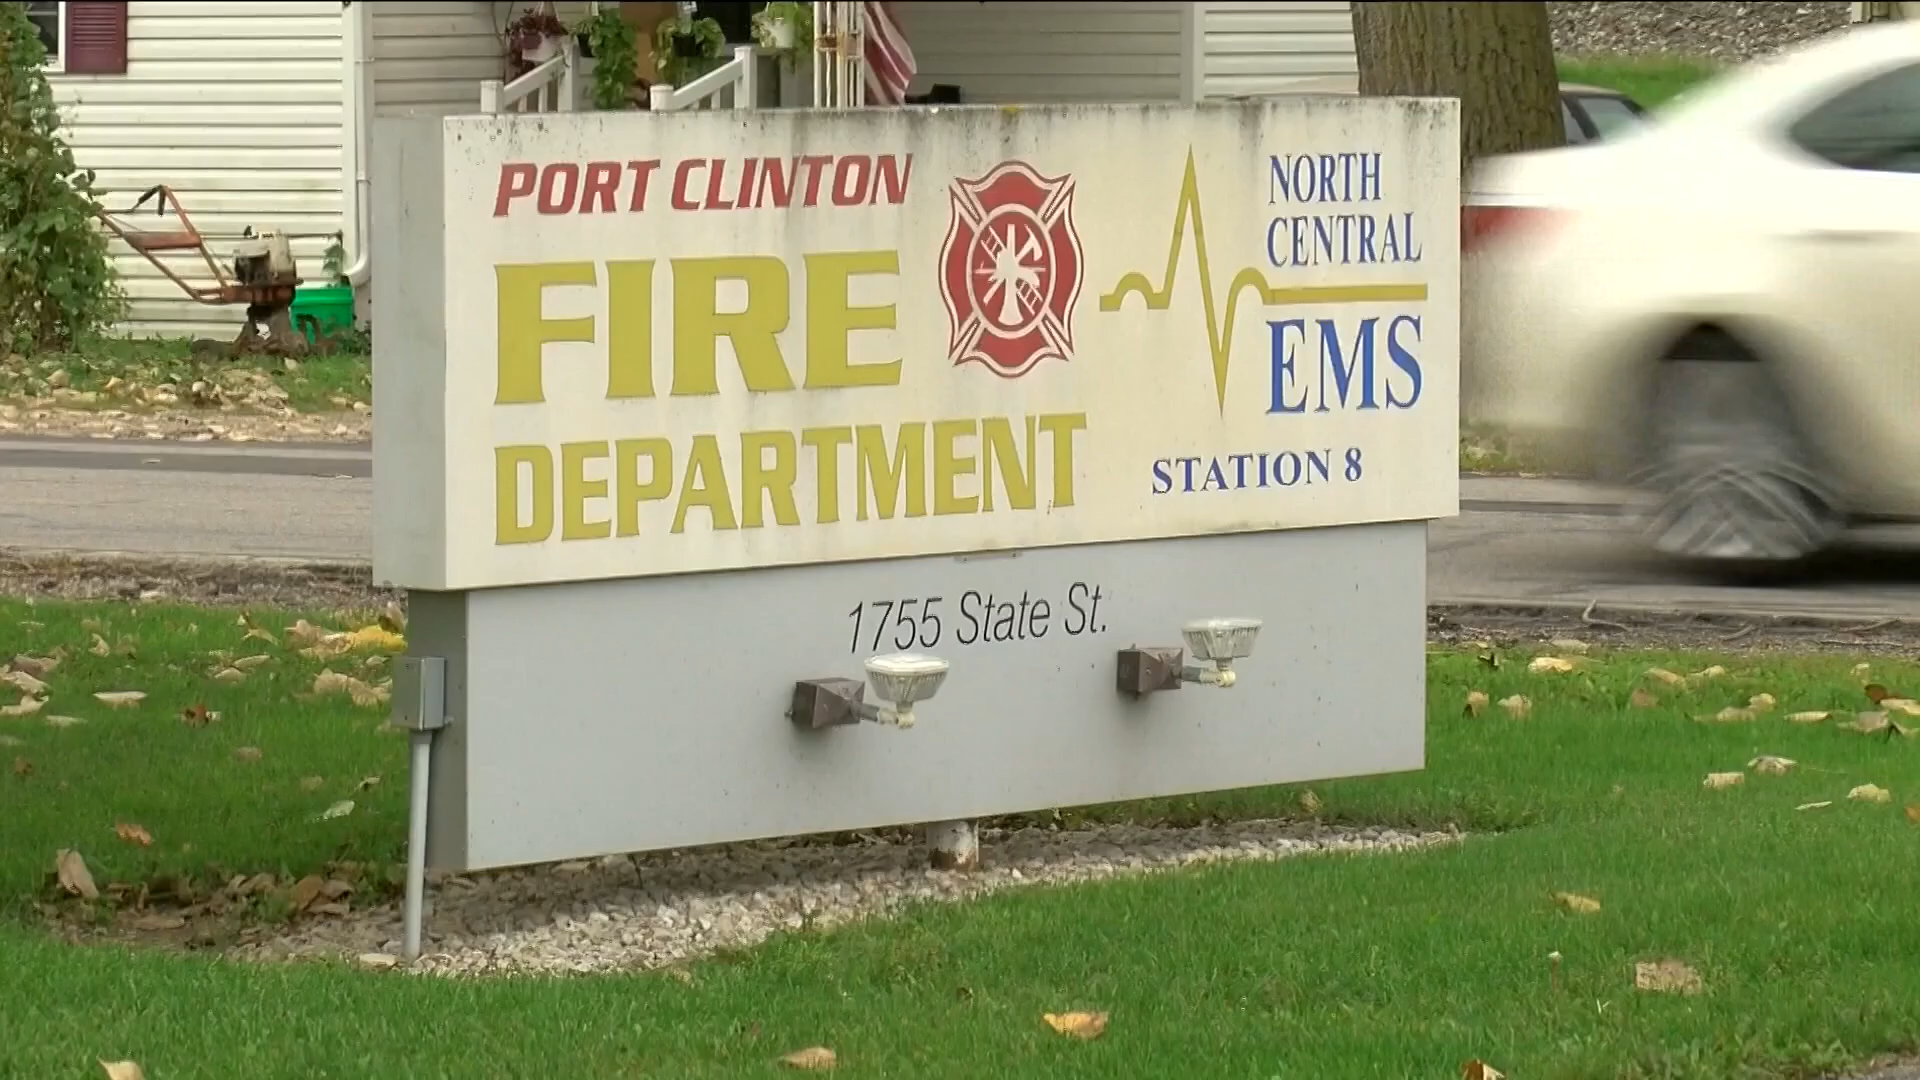 PORT CLINTON
FIRE
DEPARTMENT
NORTH
CENTRAL
EMS
STATION 8
1755 State St.